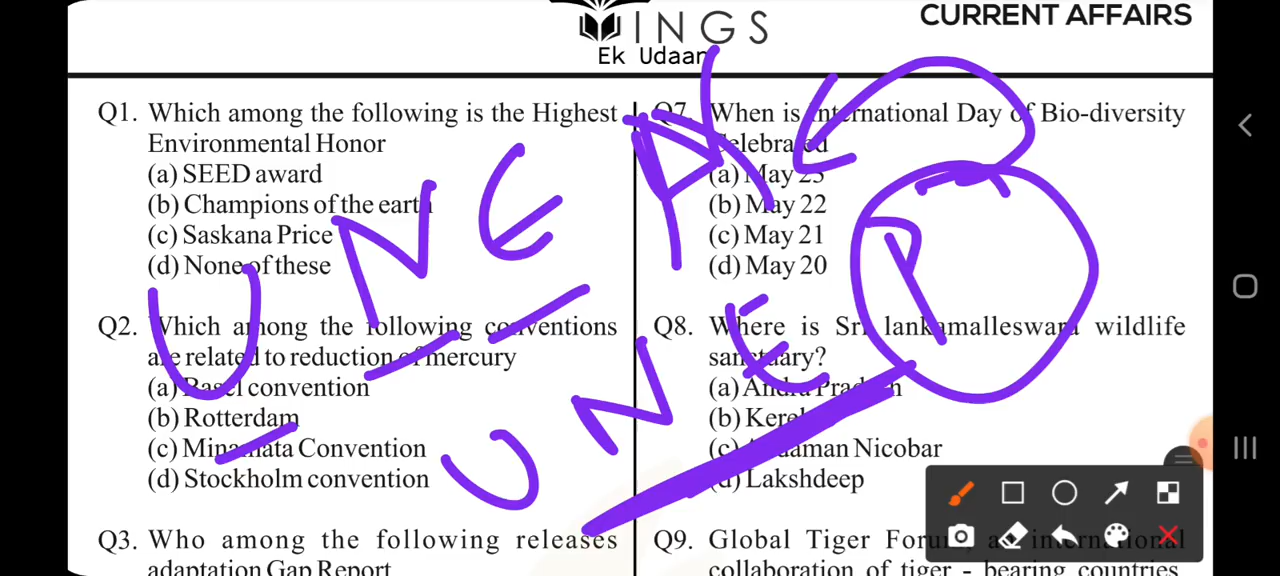 INGS
Ek Udaan
CURRENT AFFAIRS
Q1. Which among the following is the Highest
Environmental Honor
(a) SEED award
(b) Champions of the earth
(c) Saskana Price
(d) None of these
Q2. Which among the following conventions
are related to reduction of mercury
(a) Basel convention
(b) Rotterdam
(c) Minamata Convention
(d) Stockholm convention
Q3. Who among the following releases
adaptation Gap Report
Q7. When is International Day of Bio-diversity
Celebrated
(a) May 23
(b) May 22
(c) May 21
(d) May 20
Q8. Where is Sri lankamalleswara wildlife
sanctuary?
(a) Andra Pradesh
(b)
(c) Andaman Nicobar
(d) Lakshdeep
Q9. Global Tiger Forum, an international
collaboration of tiger - bearing countries
UNEA
UNEP